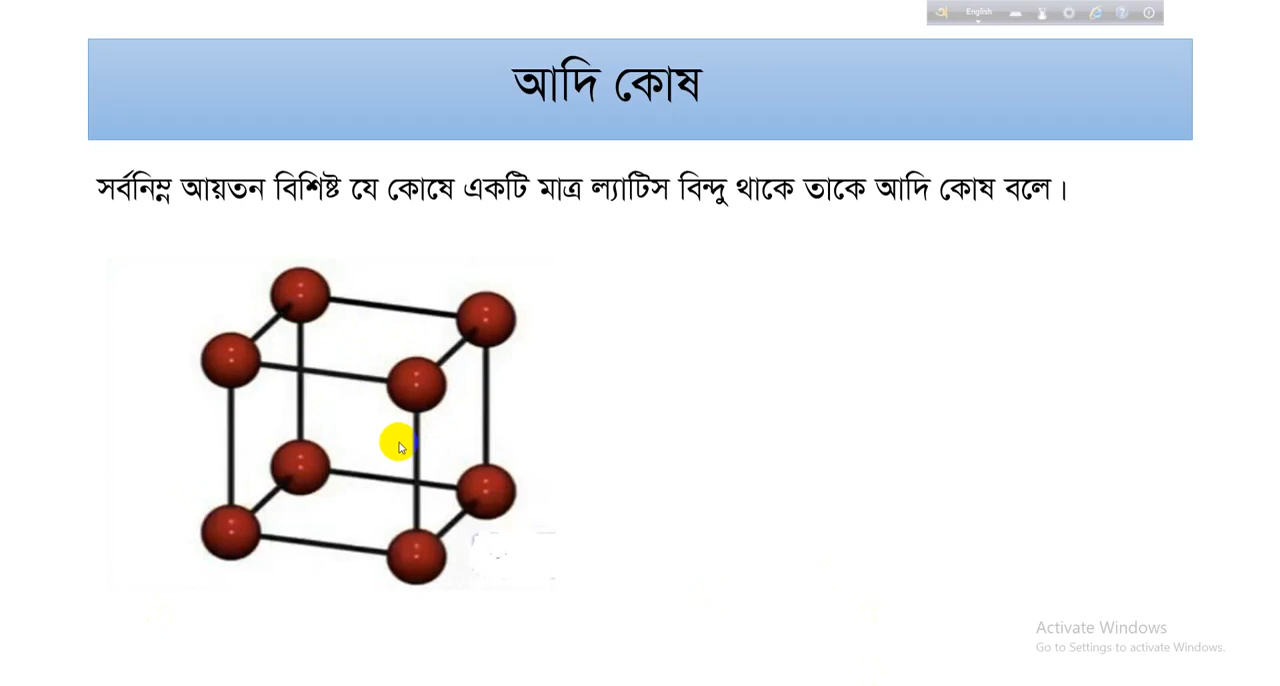 অ English
আদি কোষ
সর্বনিম্ন আয়তন বিশিষ্ট যে কোষে একটি মাত্র ল্যাটিস বিন্দু থাকে তাকে আদি কোষ বলে।
Activate Windows
Go to Settings to activate Windows.